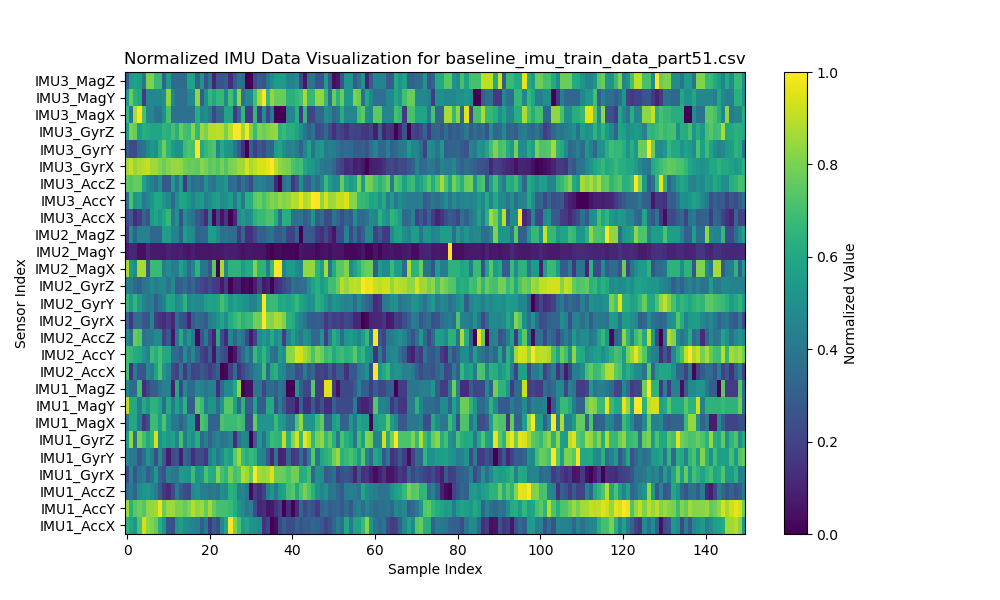 Normalized IMU Data Visualization for baseline_imu_train_data_part51.csv
IMU3_MagZ
IMU3_MagY
IMU3_MagX
IMU3_GyrZ
IMU3_GyrY
IMU3_GyrX
IMU3_AccZ
IMU3_AccY
IMU3_AccX
IMU2_MagZ
IMU2_MagY
IMU2_MagX
IMU2_GyrZ
IMU2_GyrY
IMU2_GyrX
IMU2_AccZ
IMU2_AccY
IMU2_AccX
IMU1_MagZ
IMU1_MagY
IMU1_MagX
IMU1_GyrZ
IMU1_GyrY
IMU1_GyrX
IMU1_AccZ
IMU1_AccY
IMU1_AccX
Sensor Index
0 20 40 60 80 100 120 140
Sample Index
1.0
0.8
0.6
0.4
0.2
0.0
Normalized Value